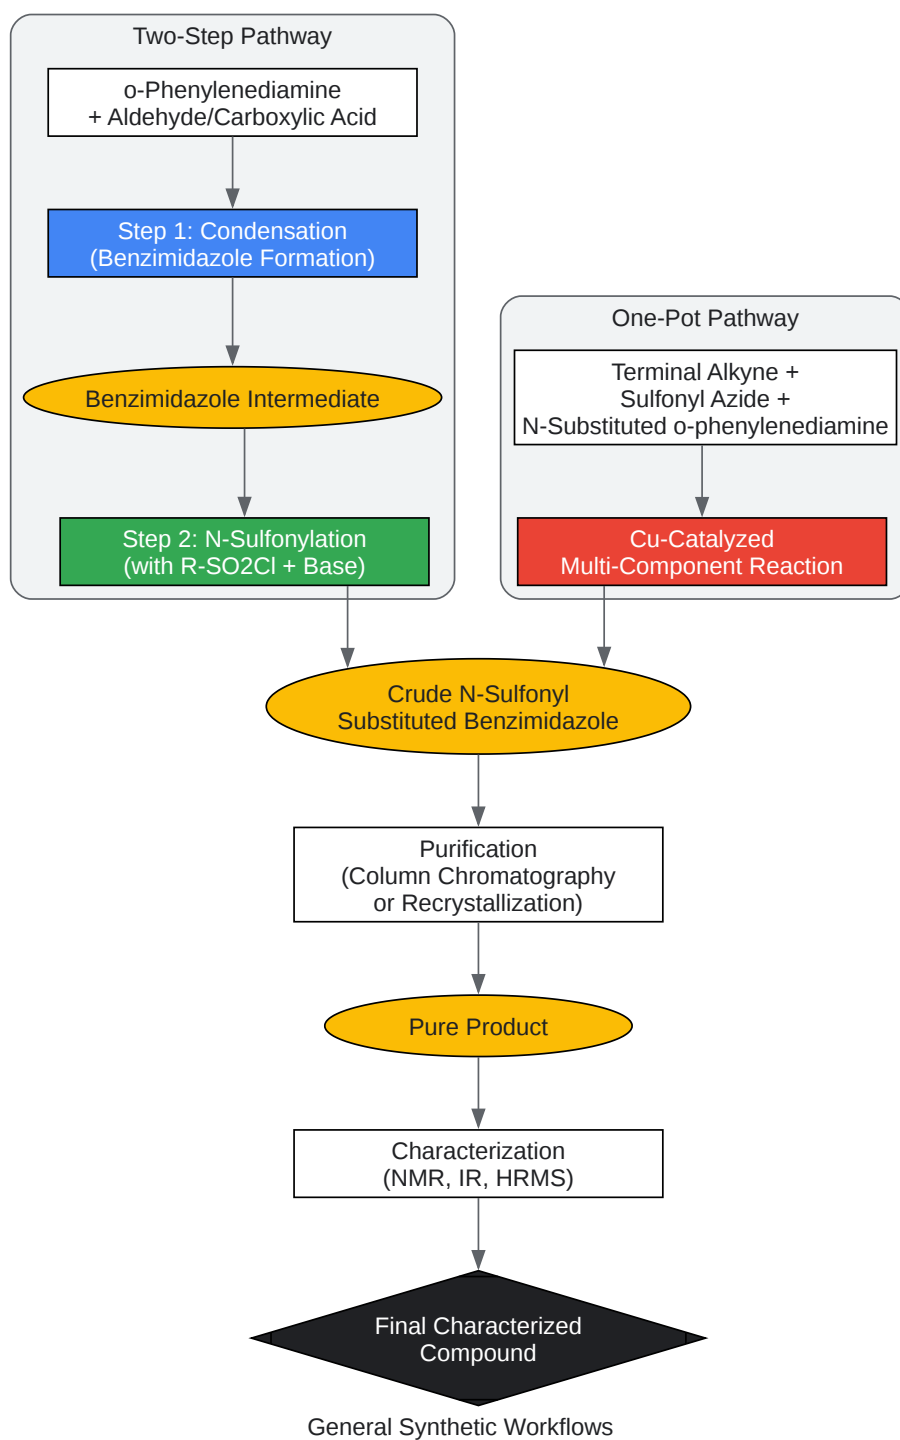 Two-Step Pathway
o-Phenylenediamine
+ Aldehyde/Carboxylic Acid
Step 1: Condensation
(Benzimidazole Formation)
Benzimidazole Intermediate
Step 2: N-Sulfonylation
(with R-SO2Cl + Base)
One-Pot Pathway
Terminal Alkyne +
Sulfonyl Azide +
N-Substituted o-phenylenediamine
Cu-Catalyzed
Multi-Component Reaction
Crude N-Sulfonyl
Substituted Benzimidazole
Purification
(Column Chromatography
or Recrystallization)
Pure Product
Characterization
(NMR, IR, HRMS)
Final Characterized
Compound
General Synthetic Workflows